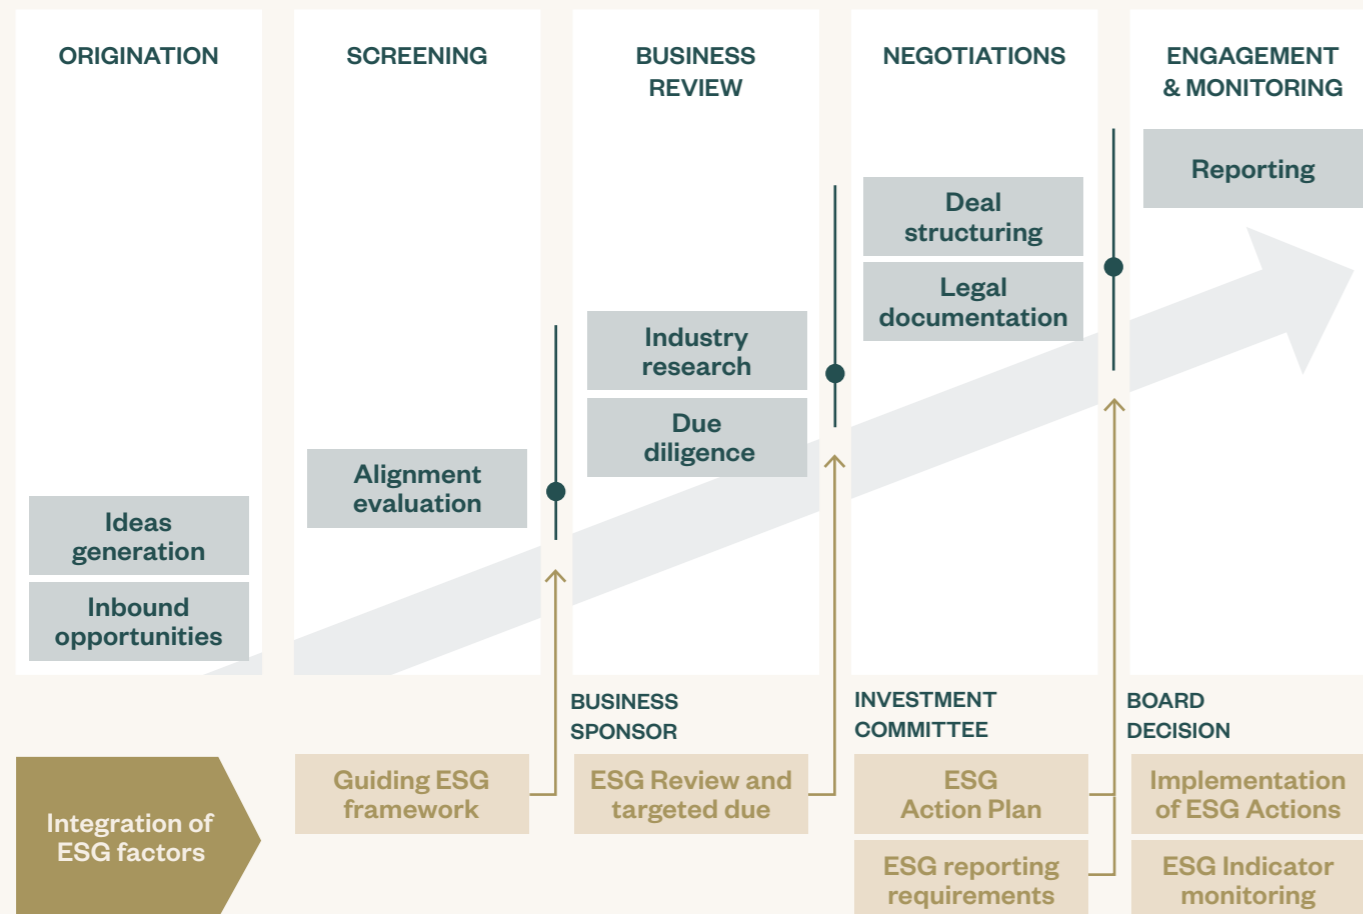 ORIGINATION
Ideas
generation
Inbound
opportunities
SCREENING
Alignment
evaluation
BUSINESS
REVIEW
Industry
research
Due
diligence
NEGOTIATIONS
Deal
structuring
Legal
documentation
ENGAGEMENT
& MONITORING
Reporting
BUSINESS
SPONSOR
INVESTMENT
COMMITTEE
BOARD
DECISION
Integration of
ESG factors
Guiding ESG
framework
ESG Review and
targeted due
ESG
Action Plan
ESG reporting
requirements
Implementation
of ESG Actions
ESG Indicator
monitoring